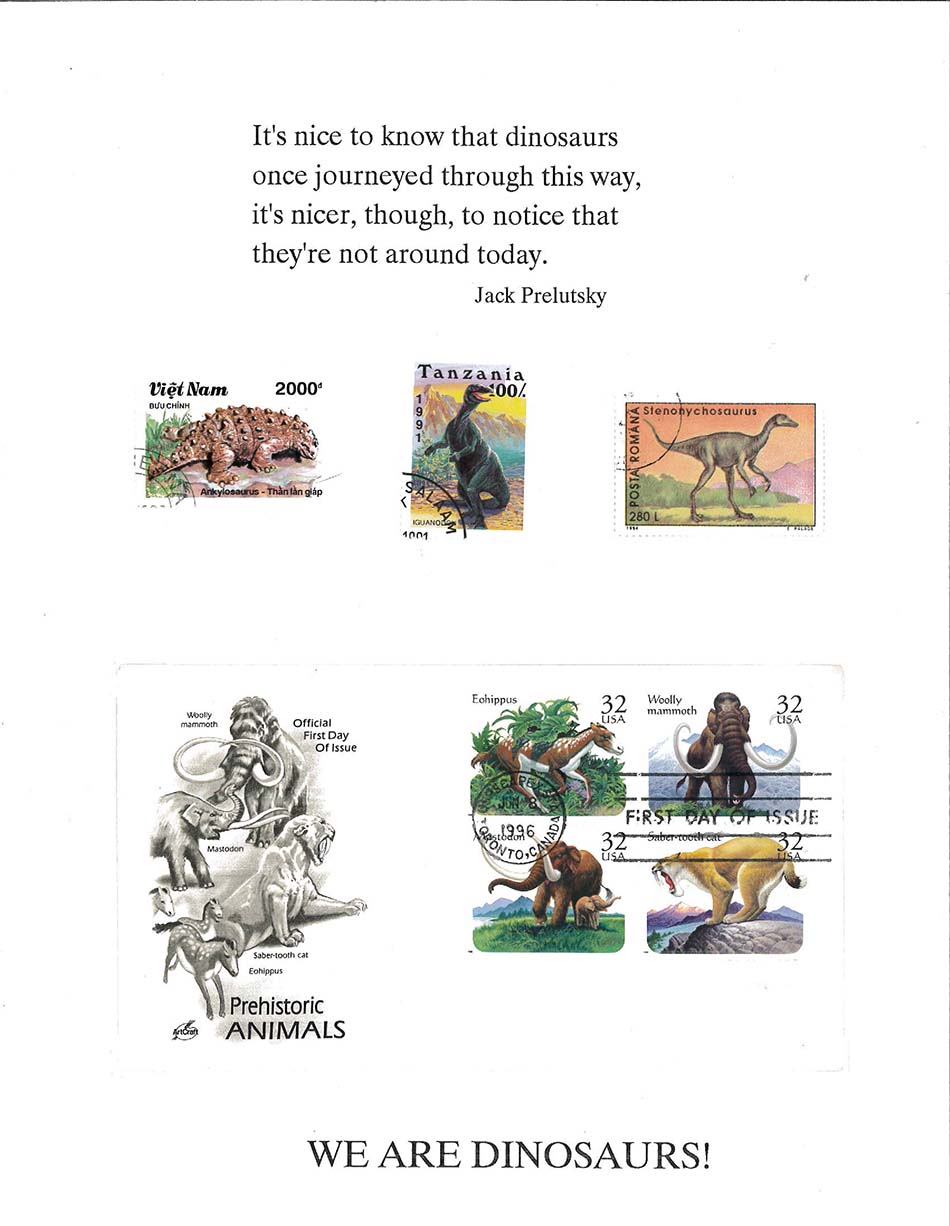 It's nice to know that dinosaurs
once journeyed through this way,
it's nicer, though, to notice that
they're not around today.
Jack Prelutsky
Việt Nam 2000đ
BƯU CHÍNH
Ankylosaurus - Thằn lằn giáp
Tanzania
100/.
1991
SALAAM
IGUANODON
1991
Stenonychosaurus
POSTA ROMÂNA
280 L
1994
Woolly
mammoth
Official
First Day
Of Issue
Mastodon
Saber-tooth cat
Eohippus
Prehistoric
ANIMALS
ArtCraft
Eohippus
32
USA
Woolly
mammoth
32
USA
JUN 8
1996
TORONTO, CANADA
FIRST DAY OF ISSUE
Mastodon
32
USA
Saber-tooth cat
32
USA
WE ARE DINOSAURS!